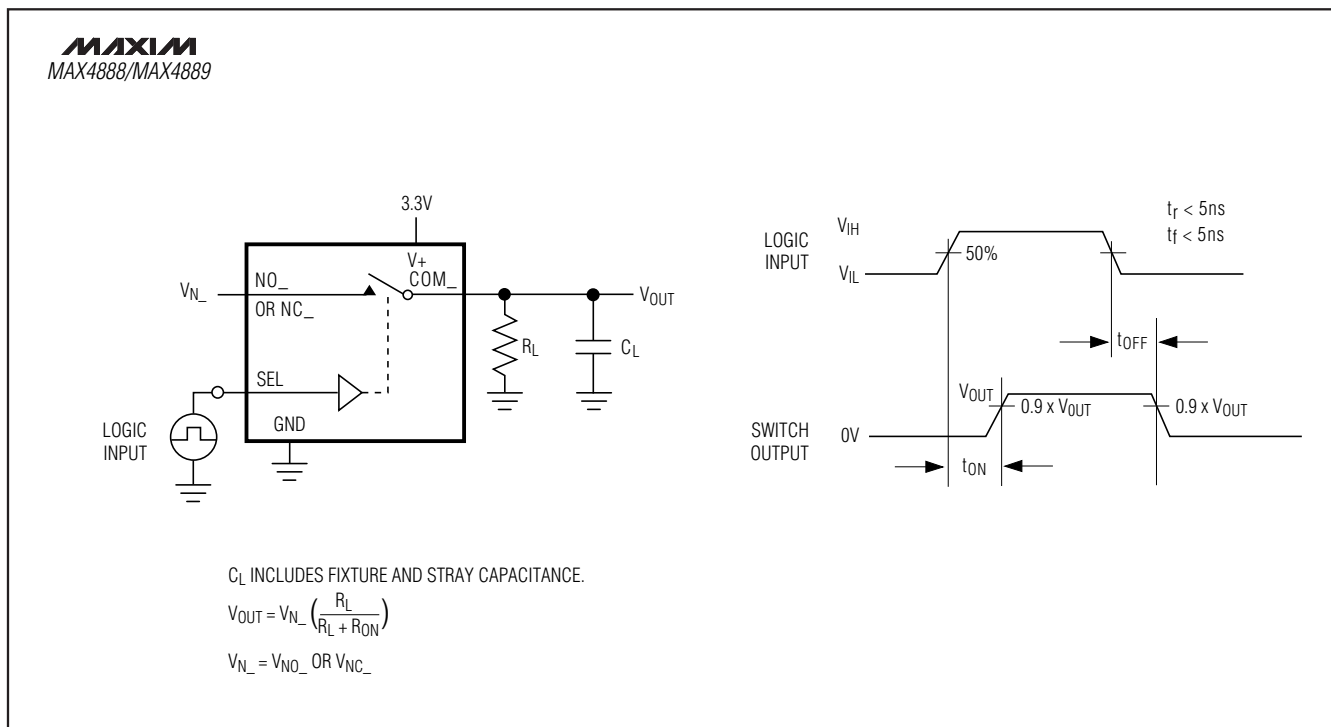 MAXIM
MAX4888/MAX4889
3.3V
V+
COM_
NO_
OR NC_
V_N_
V_OUT
R_L
C_L
SEL
GND
LOGIC
INPUT
C_L INCLUDES FIXTURE AND STRAY CAPACITANCE.
V_OUT = V_N_ (R_L / (R_L + R_ON))
V_N_ = V_NO_ OR V_NC_
LOGIC
INPUT
V_IH
V_IL
50%
t_r < 5ns
t_f < 5ns
t_OFF
SWITCH
OUTPUT
V_OUT
0V
0.9 x V_OUT
0.9 x V_OUT
t_ON